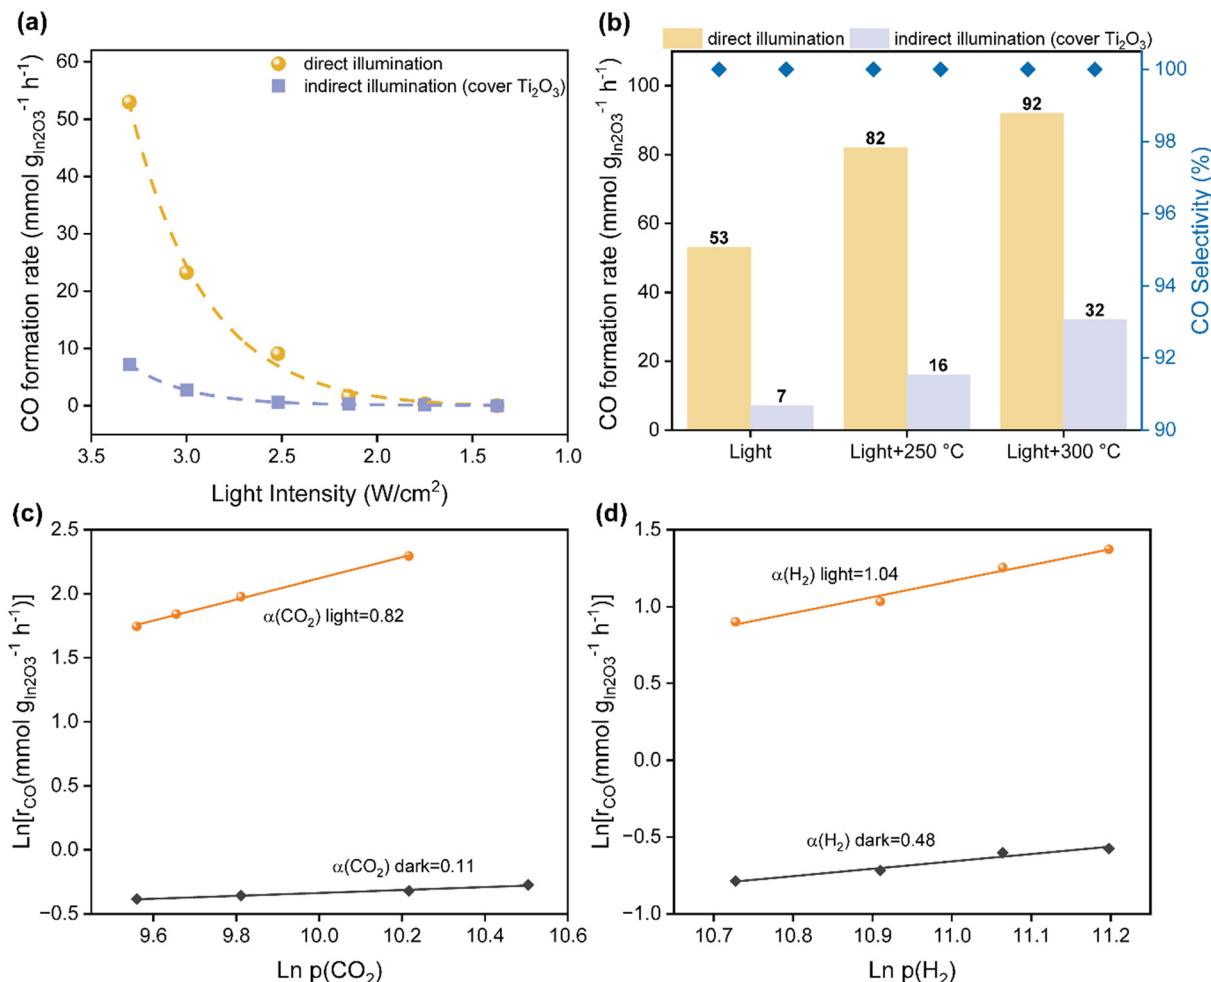 (a)
CO formation rate (mmol g_In2O3^-1 h^-1)
60
50
40
30
20
10
0
direct illumination
indirect illumination (cover Ti2O3)
3.5 3.0 2.5 2.0 1.5 1.0
Light Intensity (W/cm²)
(b)
direct illumination indirect illumination (cover Ti2O3)
CO formation rate (mmol g_In2O3^-1 h^-1)
100
80
60
40
20
0
53
7
82
16
92
32
Light Light+250 °C Light+300 °C
100
98
96
94
92
90
CO Selectivity (%)
(c)
Ln[r_CO(mmol g_In2O3^-1 h^-1)]
2.5
2.0
1.5
1.0
0.5
0.0
−0.5
α(CO2) light=0.82
α(CO2) dark=0.11
9.6 9.8 10.0 10.2 10.4 10.6
Ln p(CO2)
(d)
Ln[r_CO(mmol g_In2O3^-1 h^-1)]
1.5
1.0
0.5
0.0
−0.5
−1.0
α(H2) light=1.04
α(H2) dark=0.48
10.7 10.8 10.9 11.0 11.1 11.2
Ln p(H2)